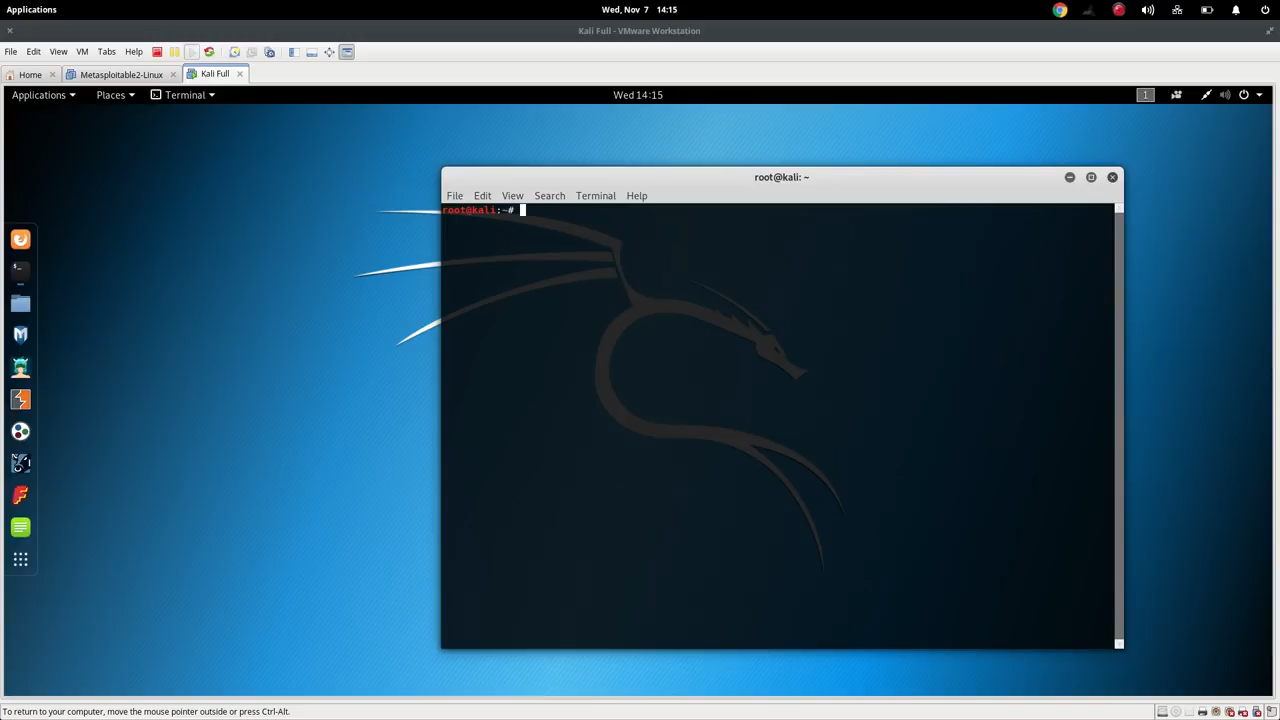 Applications
Wed, Nov 7 14:15
Kali Full - VMware Workstation
File Edit View VM Tabs Help
Home Metasploitable2-Linux Kali Full
Applications Places Terminal Wed 14:15 1
root@kali: ~
File Edit View Search Terminal Help
root@kali:~#
To return to your computer, move the mouse pointer outside or press Ctrl-Alt.